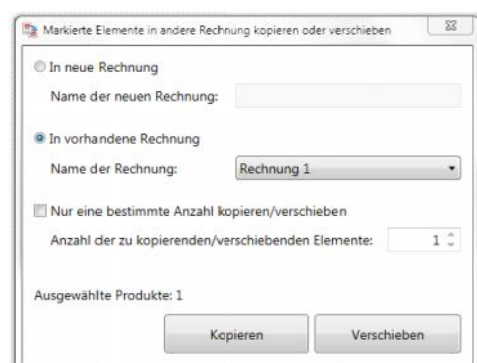 Markierte Elemente in andere Rechnung kopieren oder verschieben
In neue Rechnung
Name der neuen Rechnung:
In vorhandene Rechnung
Name der Rechnung: Rechnung 1
Nur eine bestimmte Anzahl kopieren/verschieben
Anzahl der zu kopierenden/verschiebenden Elemente: 1
Ausgewählte Produkte: 1
Kopieren Verschieben